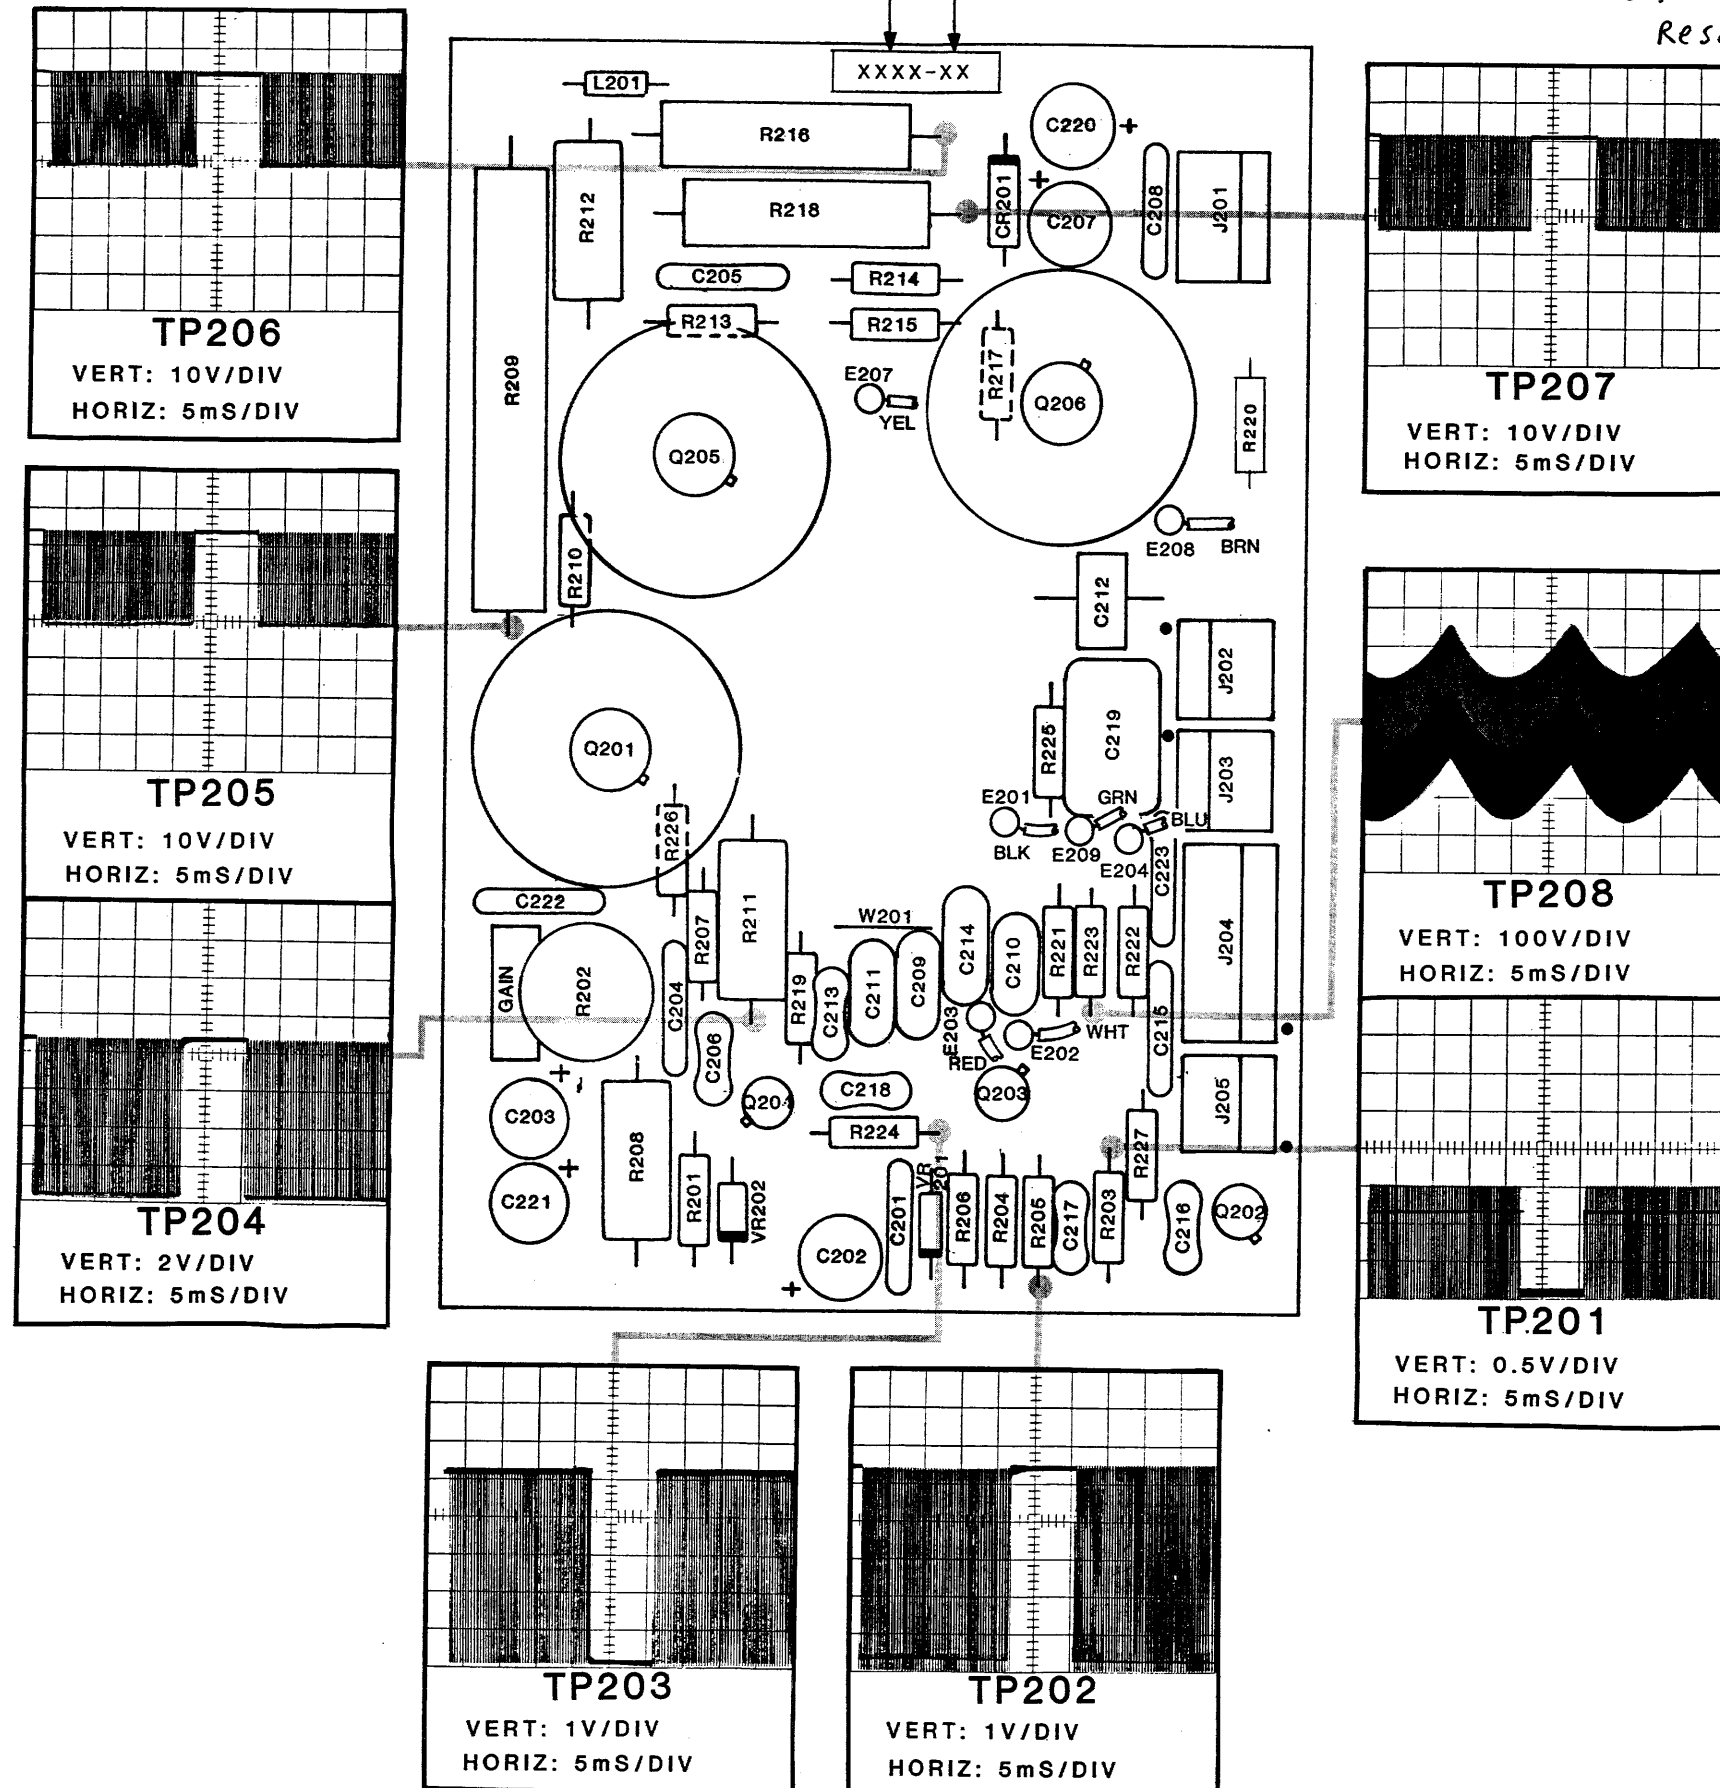 Res
XXXX-XX
L201
R216
C220
+
R212
R218
CR201
+
C207
C208
J201
C205
R214
R213
R215
R209
E207
YEL
R217
Q206
R220
Q205
E208
BRN
R210
C212
J202
Q201
R225
C219
J203
E201
GRN
BLU
BLK
E209
E204
R226
C223
C222
R207
R211
W201
C214
C210
R221
R223
R222
J204
GAIN
R202
C204
R219
C213
C211
C209
E203
RED
E202
WHT
C215
C206
+
C203
Q204
C218
Q203
J205
R208
R224
R227
+
C221
R201
VR202
C201
VR
201
R206
R204
R205
C217
R203
C216
Q202
C202
+
TP206
VERT: 10V/DIV
HORIZ: 5mS/DIV
TP205
VERT: 10V/DIV
HORIZ: 5mS/DIV
TP204
VERT: 2V/DIV
HORIZ: 5mS/DIV
TP207
VERT: 10V/DIV
HORIZ: 5mS/DIV
TP208
VERT: 100V/DIV
HORIZ: 5mS/DIV
TP.201
VERT: 0.5V/DIV
HORIZ: 5mS/DIV
TP203
VERT: 1V/DIV
HORIZ: 5mS/DIV
TP202
VERT: 1V/DIV
HORIZ: 5mS/DIV